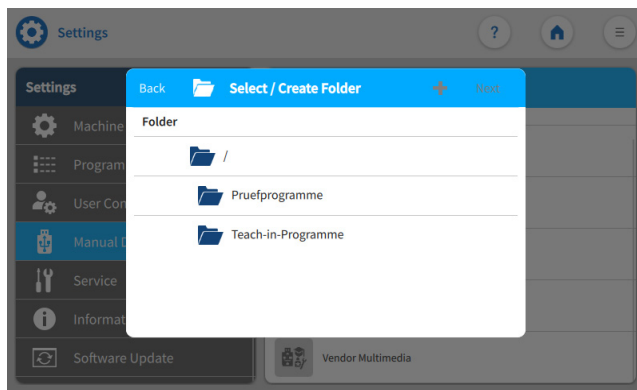 Settings
?
Settings
Back
Select / Create Folder
Next
Machine
Folder
/
Program
Pruefprogramme
User Con
Teach-in-Programme
Manual D
Service
Informat
Software Update
Vendor Multimedia